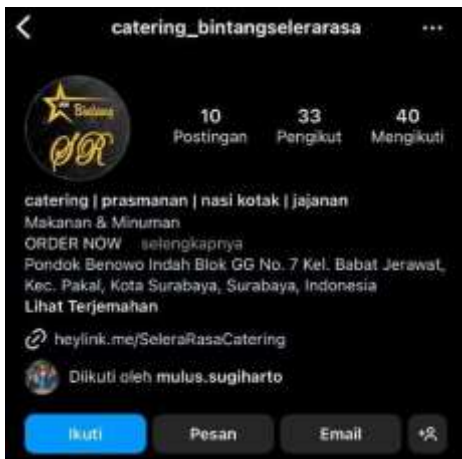 catering_bintangselerarasa
Bintang
SR
10 33 40
Postingan Pengikut Mengikuti
catering | prasmanan | nasi kotak | jajanan
Makanan & Minuman
ORDER NOW selengkapnya
Pondok Benowo Indah Blok GG No. 7 Kel. Babat Jerawat,
Kec. Pakal, Kota Surabaya, Surabaya, Indonesia
Lihat Terjemahan
heylink.me/SeleraRasaCatering
Diikuti oleh mulus.sugiharto
Ikuti Pesan Email